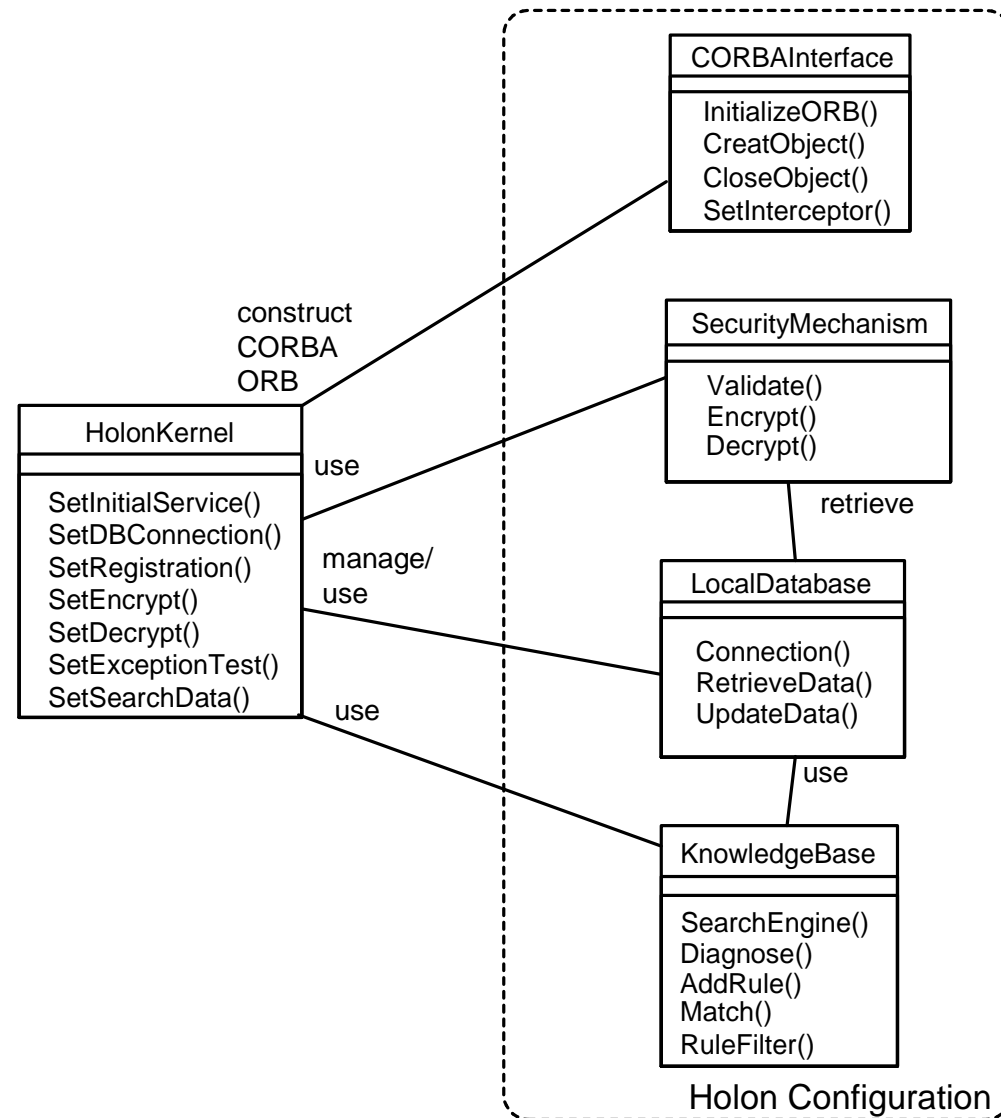 CORBAInterface
InitializeORB()
CreatObject()
CloseObject()
SetInterceptor()
construct
CORBA
ORB
SecurityMechanism
Validate()
Encrypt()
Decrypt()
HolonKernel
SetInitialService()
SetDBConnection()
SetRegistration()
SetEncrypt()
SetDecrypt()
SetExceptionTest()
SetSearchData()
use
manage/
use
use
retrieve
LocalDatabase
Connection()
RetrieveData()
UpdateData()
use
KnowledgeBase
SearchEngine()
Diagnose()
AddRule()
Match()
RuleFilter()
Holon Configuration